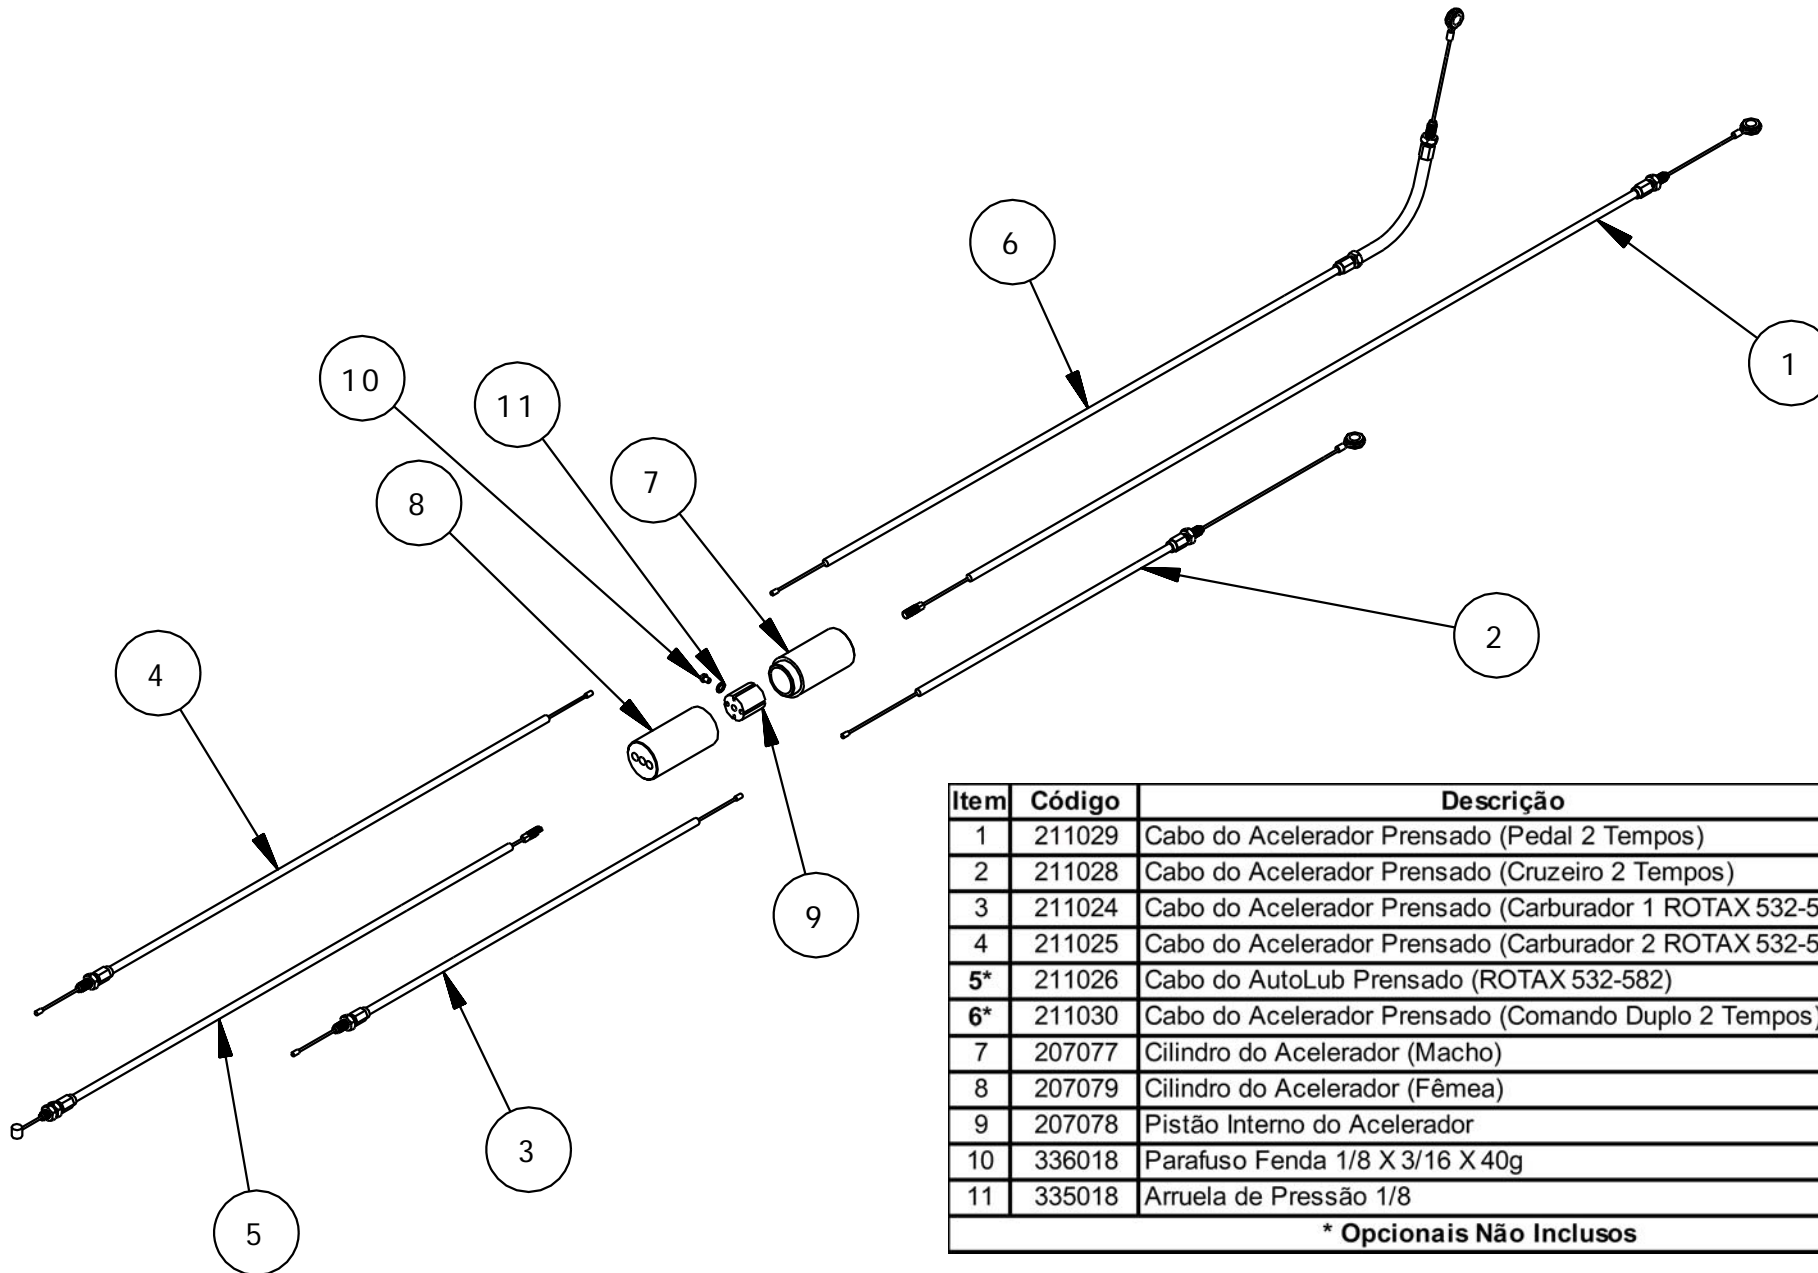 6
1
10
11
7
8
2
4
9
3
5
Item Código Descrição
1 211029 Cabo do Acelerador Prensado (Pedal 2 Tempos)
2 211028 Cabo do Acelerador Prensado (Cruzeiro 2 Tempos)
3 211024 Cabo do Acelerador Prensado (Carburador 1 ROTAX 532-5
4 211025 Cabo do Acelerador Prensado (Carburador 2 ROTAX 532-5
5* 211026 Cabo do AutoLub Prensado (ROTAX 532-582)
6* 211030 Cabo do Acelerador Prensado (Comando Duplo 2 Tempos)
7 207077 Cilindro do Acelerador (Macho)
8 207079 Cilindro do Acelerador (Fêmea)
9 207078 Pistão Interno do Acelerador
10 336018 Parafuso Fenda 1/8 X 3/16 X 40g
11 335018 Arruela de Pressão 1/8
* Opcionais Não Inclusos